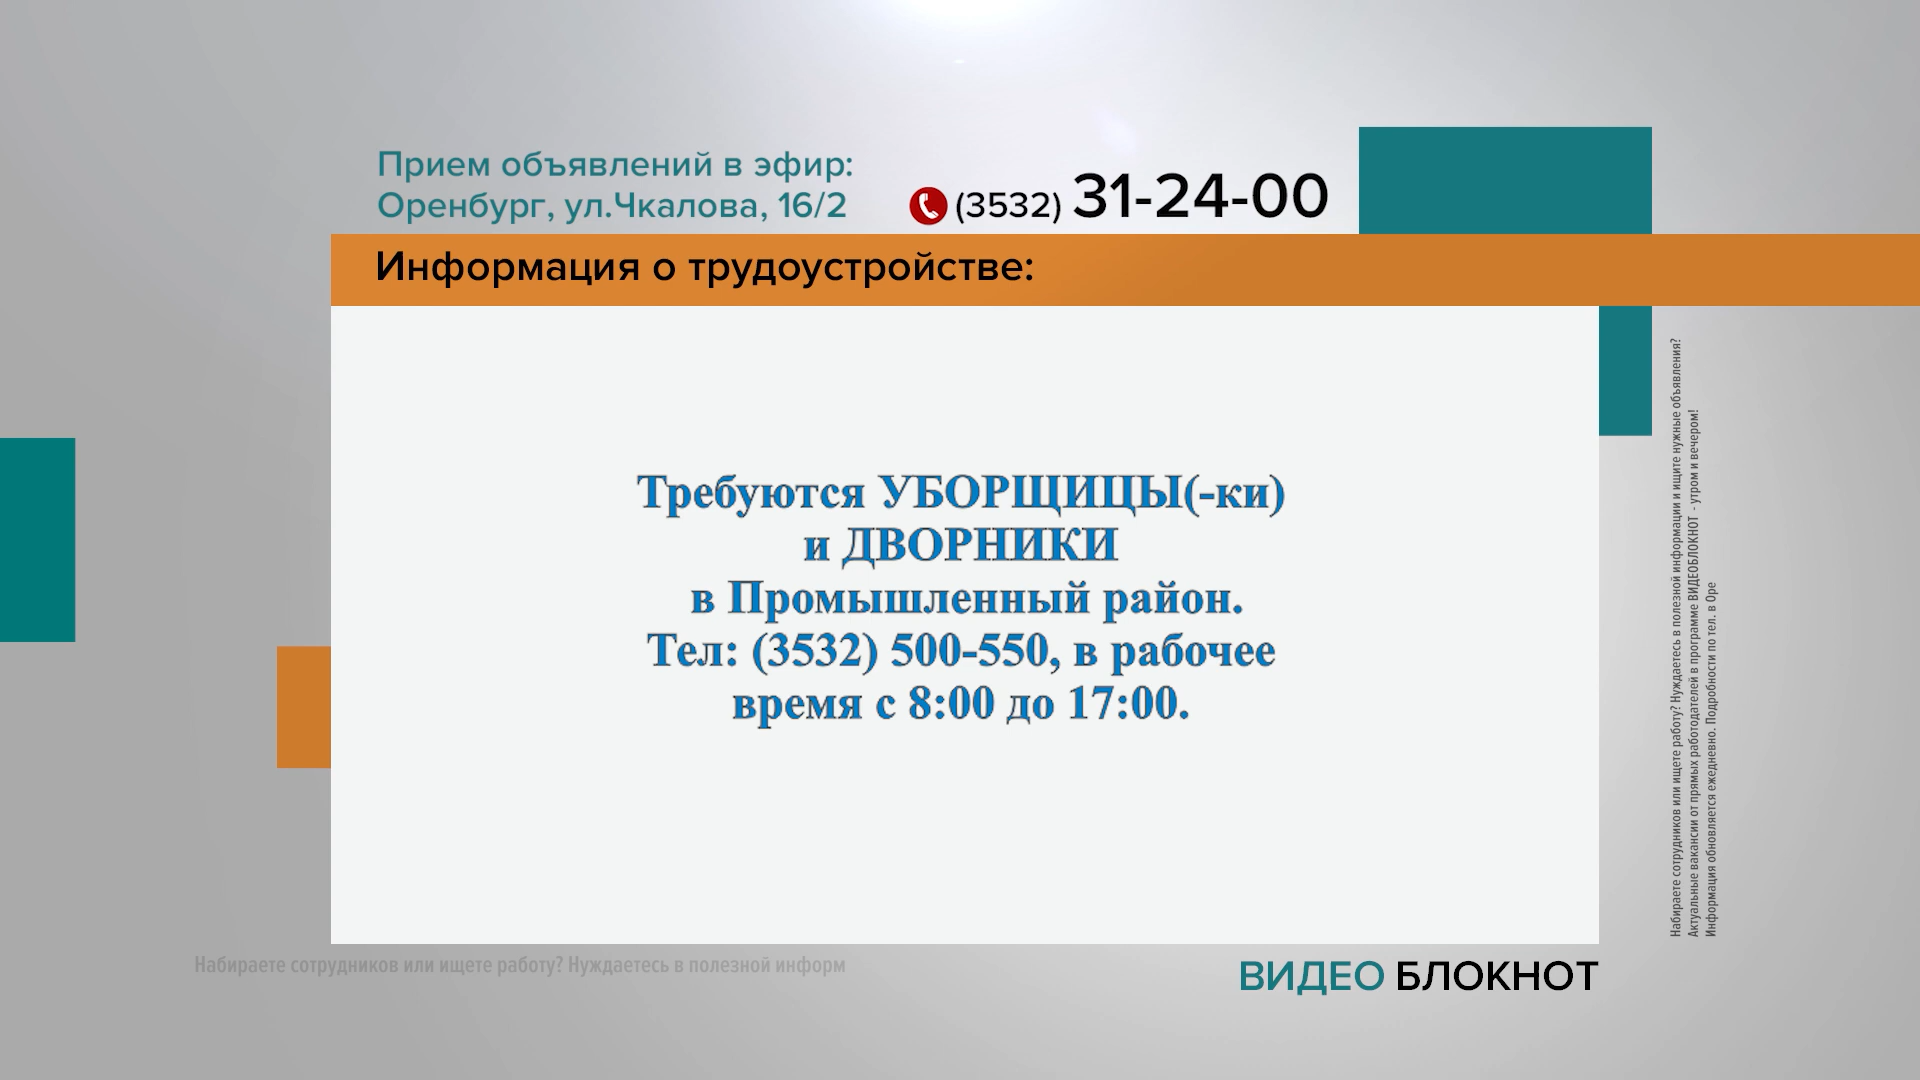 Прием объявлений в эфир:
Оренбург, ул.Чкалова, 16/2
(3532) 31-24-00
Информация о трудоустройстве:
Требуются УБОРЩИЦЫ(-ки)
и ДВОРНИКИ
в Промышленный район.
Тел: (3532) 500-550, в рабочее
время с 8:00 до 17:00.
Набираете сотрудников или ищете работу? Нуждаетесь в полезной информации и ищите нужные объявления?
Актуальные вакансии от прямых работодателей в программе ВИДЕОБЛОКНОТ - утром и вечером!
Информация обновляется ежедневно. Подробности по тел. в Оре
Набираете сотрудников или ищете работу? Нуждаетесь в полезной информ
ВИДЕО БЛОКНОТ